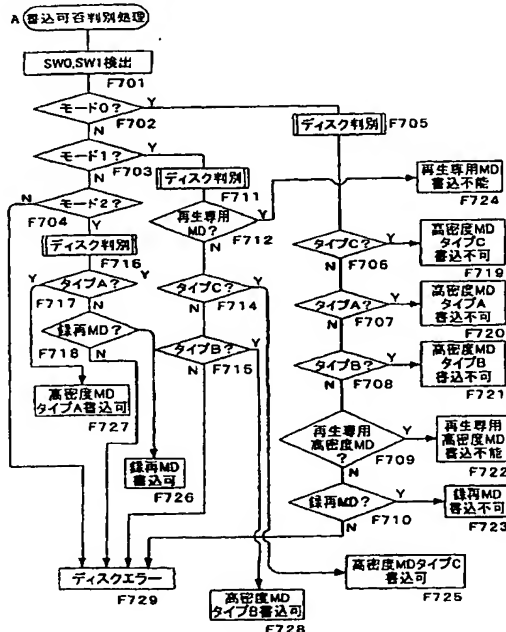 A 書込可否判別処理
SW0,SW1検出
F701
モード0?
Y
F702
N
モード1?
Y
F703
N
N
モード2?
F704
Y
ディスク判別
F716
Y
タイプA?
Y
F717
N
録再MD?
Y
F718
N
高密度MD
タイプA書込可
F727
録再MD
書込可
F726
ディスク判別
F711
再生専用
MD?
Y
F712
N
タイプC?
Y
F714
N
タイプB?
Y
F715
N
ディスク判別
F705
再生専用MD
書込不能
F724
タイプC?
Y
F706
N
高密度MD
タイプC
書込不可
F719
タイプA?
Y
F707
N
高密度MD
タイプA
書込不可
F720
タイプB?
Y
F708
N
高密度MD
タイプB
書込不可
F721
再生専用
高密度MD
?
Y
F709
N
再生専用
高密度MD
書込不能
F722
録再MD?
Y
F710
N
録再MD
書込不可
F723
ディスクエラー
F729
高密度MD
タイプB書込可
F728
高密度MDタイプC
書込可
F725